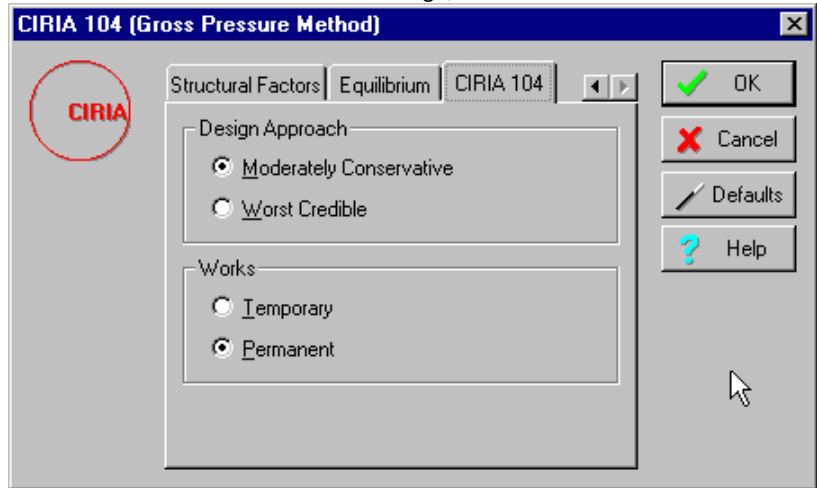 CIRIA 104 (Gross Pressure Method)
CIRIA
Structural Factors Equilibrium CIRIA 104
Design Approach
Moderately Conservative
Worst Credible
Works
Temporary
Permanent
OK
Cancel
Defaults
? Help